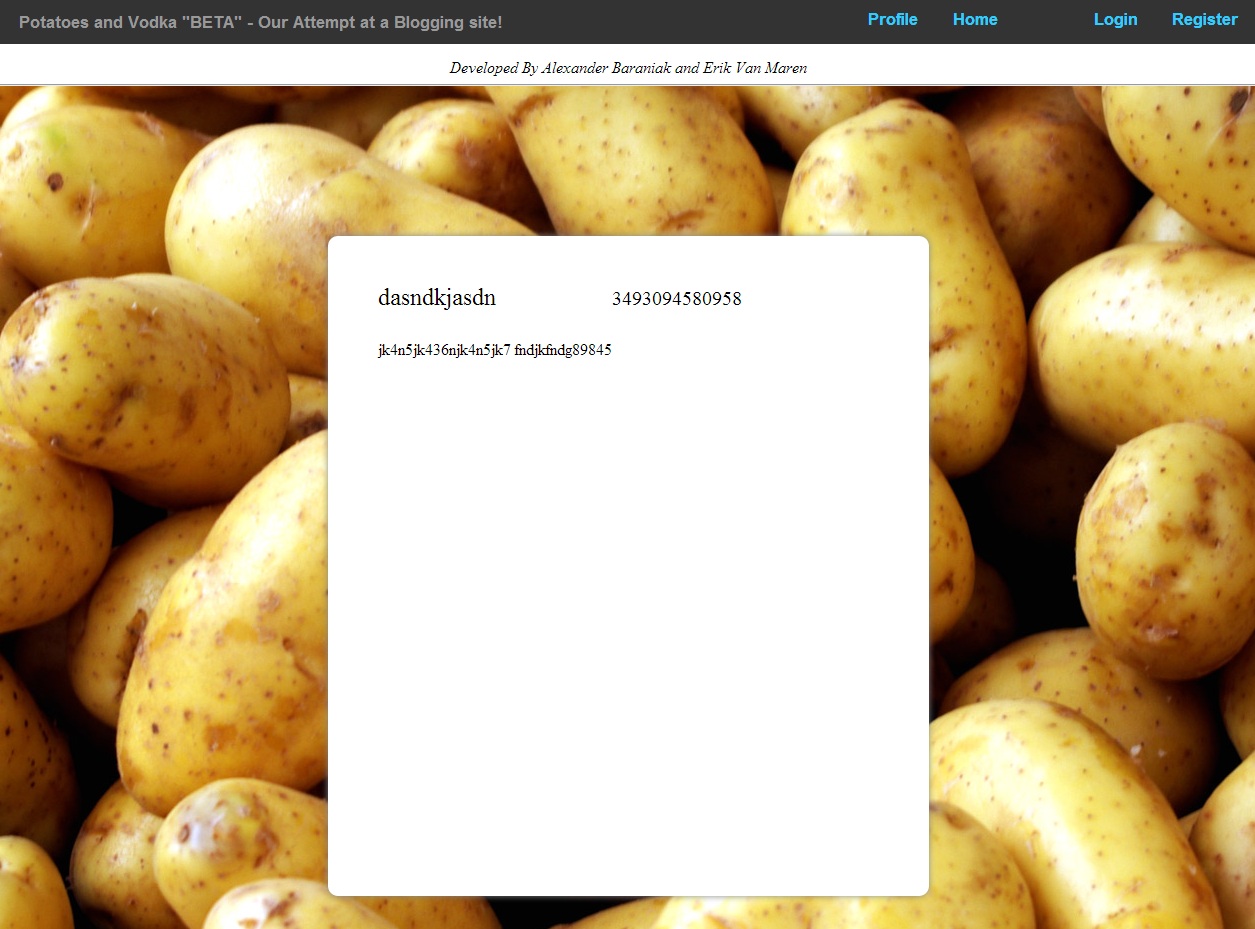 Potatoes and Vodka "BETA" - Our Attempt at a Blogging site! Profile Home Login Register
Developed By Alexander Baraniak and Erik Van Maren
dasndkjasdn 3493094580958
jk4n5jk436njk4n5jk7 fndjkfndg89845